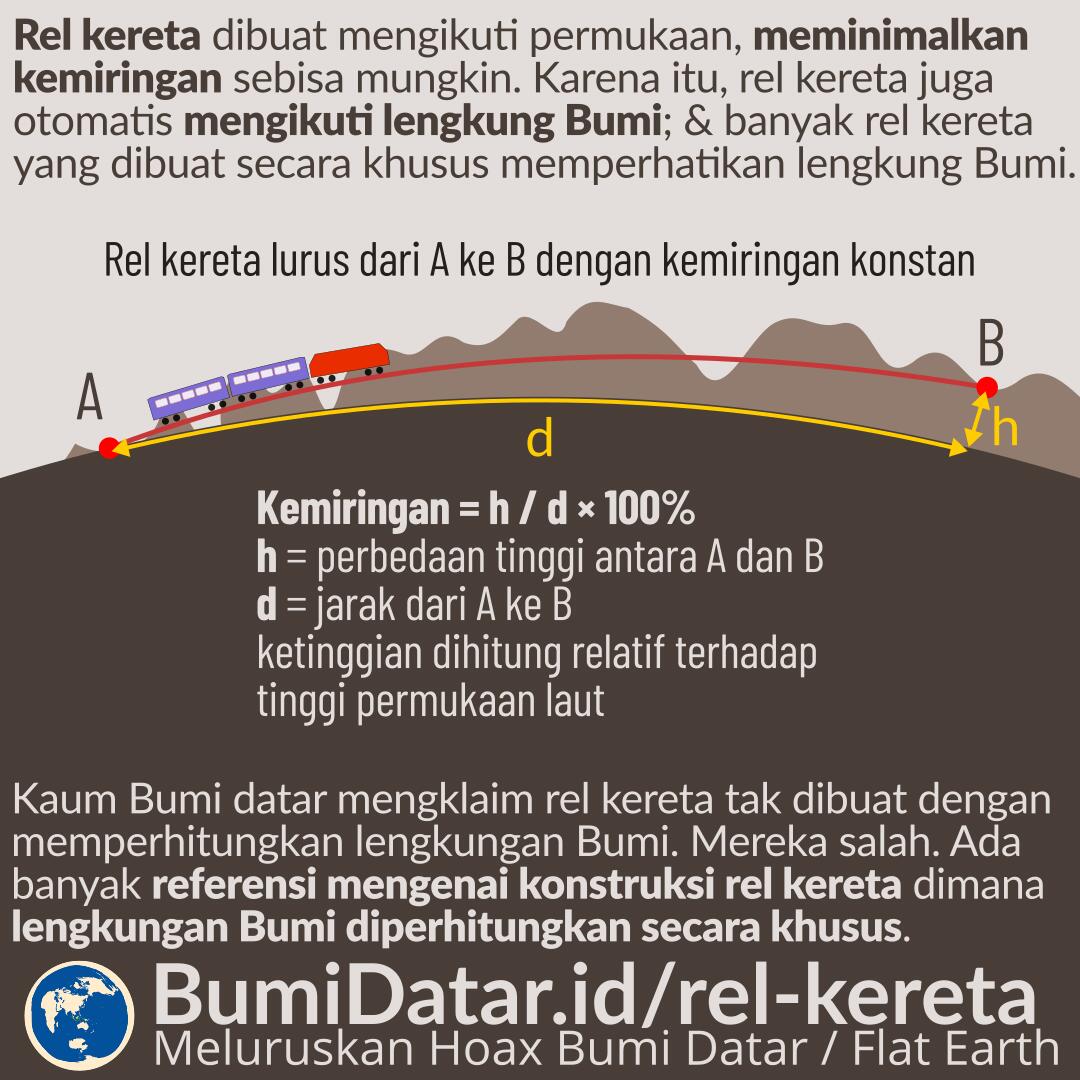 Rel kereta dibuat mengikuti permukaan, meminimalkan
kemiringan sebisa mungkin. Karena itu, rel kereta juga
otomatis mengikuti lengkung Bumi; & banyak rel kereta
yang dibuat secara khusus memperhatikan lengkung Bumi.
Rel kereta lurus dari A ke B dengan kemiringan konstan
A
B
d
h
Kemiringan = h / d × 100%
h = perbedaan tinggi antara A dan B
d = jarak dari A ke B
ketinggian dihitung relatif terhadap
tinggi permukaan laut
Kaum Bumi datar mengklaim rel kereta tak dibuat dengan
memperhitungkan lengkungan Bumi. Mereka salah. Ada
banyak referensi mengenai konstruksi rel kereta dimana
lengkungan Bumi diperhitungkan secara khusus.
BumiDatar.id/rel-kereta
Meluruskan Hoax Bumi Datar / Flat Earth